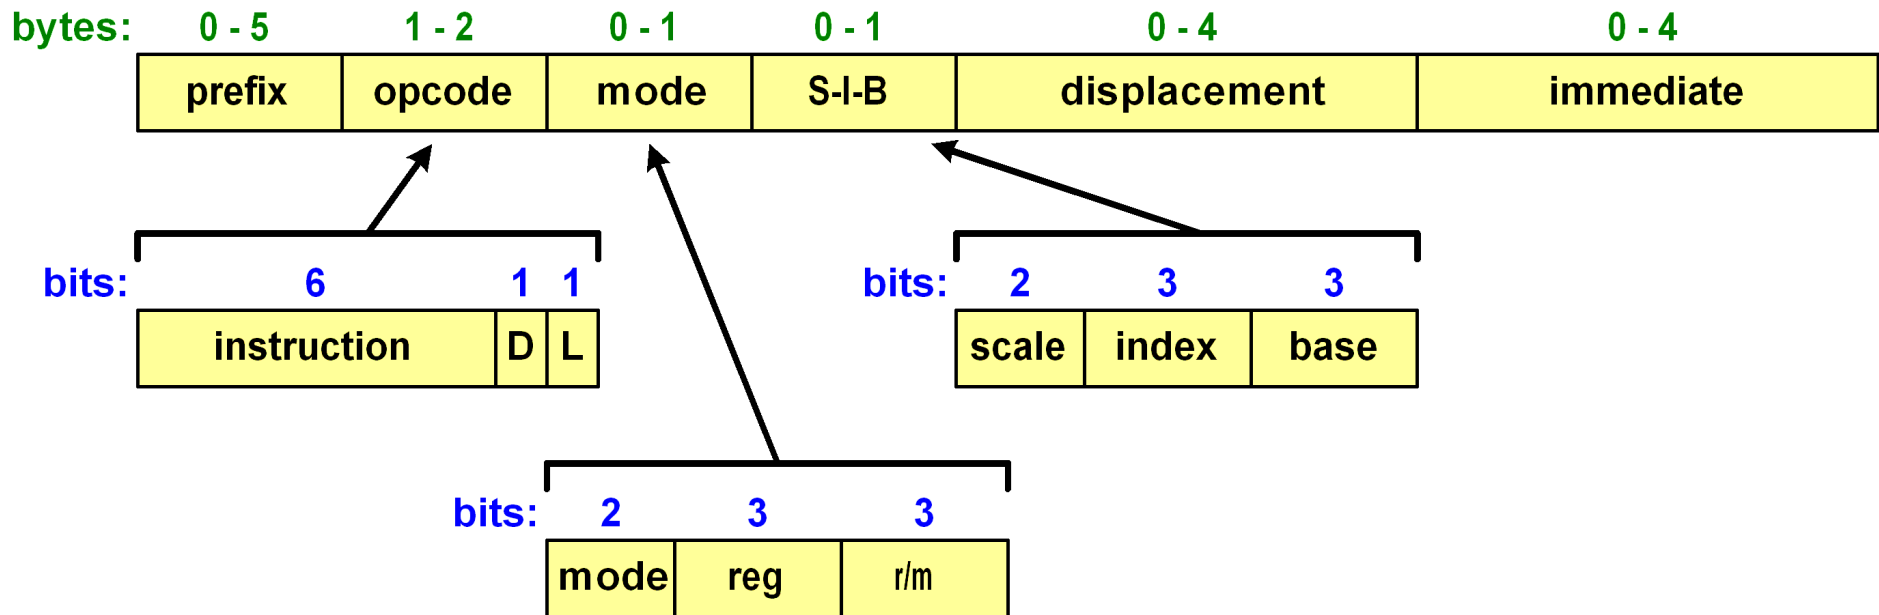 bytes: 0 - 5 1 - 2 0 - 1 0 - 1 0 - 4 0 - 4
prefix opcode mode S-I-B displacement immediate
bits: 6 1 1 bits: 2 3 3
instruction D L scale index base
bits: 2 3 3
mode reg r/m